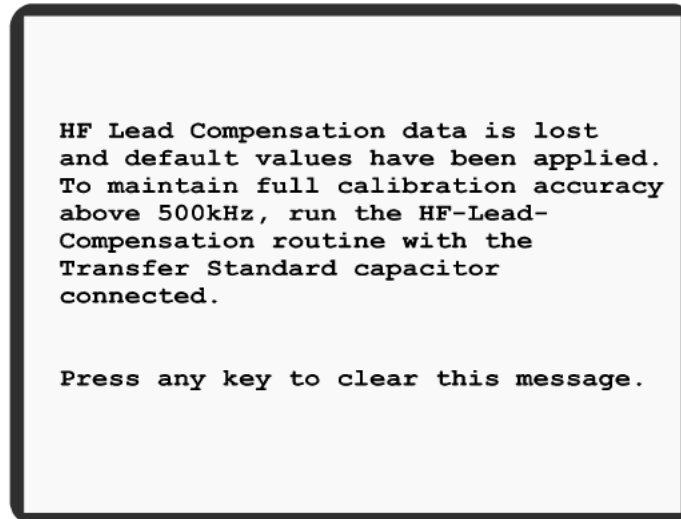 HF Lead Compensation data is lost
and default values have been applied.
To maintain full calibration accuracy
above 500kHz, run the HF-Lead-
Compensation routine with the
Transfer Standard capacitor
connected.
Press any key to clear this message.